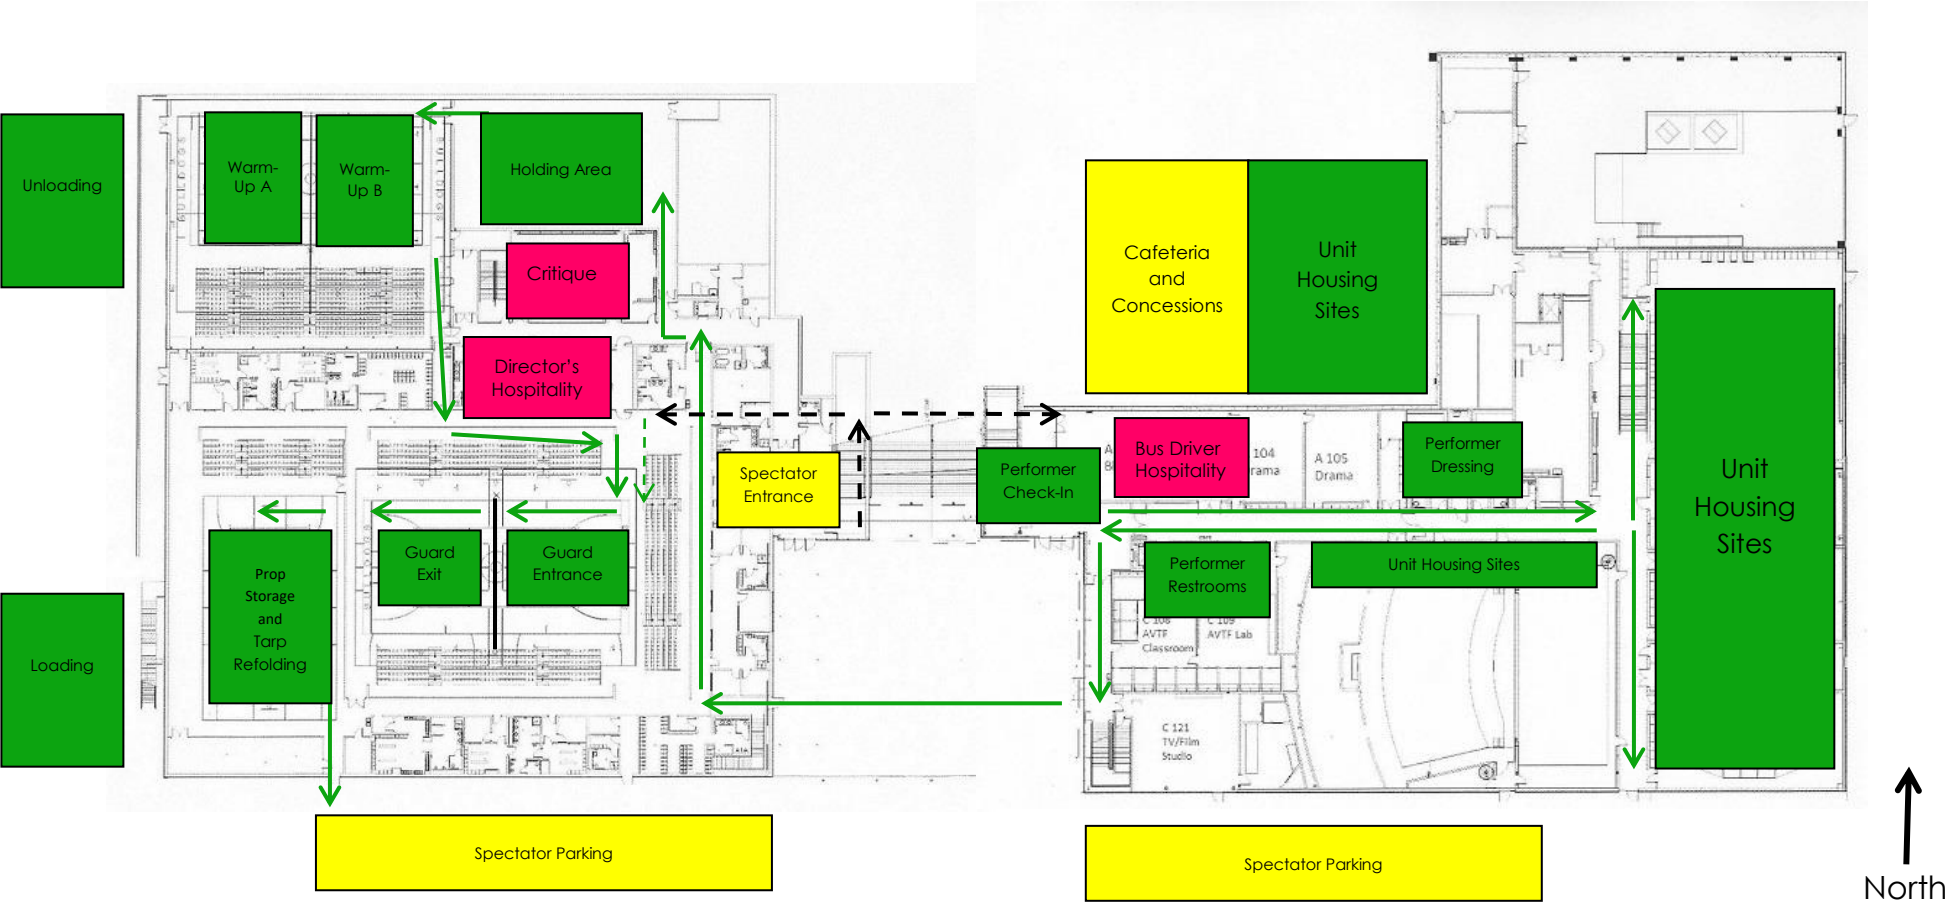 Unloading
Warm-
Up A
Warm-
Up B
Holding Area
Critique
Director's
Hospitality
Cafeteria
and
Concessions
Unit
Housing
Sites
Spectator
Entrance
Performer
Check-In
Bus Driver
Hospitality
104
rama
A 105
Drama
Performer
Dressing
Unit
Housing
Sites
Guard
Exit
Guard
Entrance
Prop
Storage
and
Tarp
Refolding
Performer
Restrooms
Unit Housing Sites
C 108
AVTF
Classroom
C 109
AVTF Lab
Loading
C 121
TV/Film
Studio
Spectator Parking
Spectator Parking
North